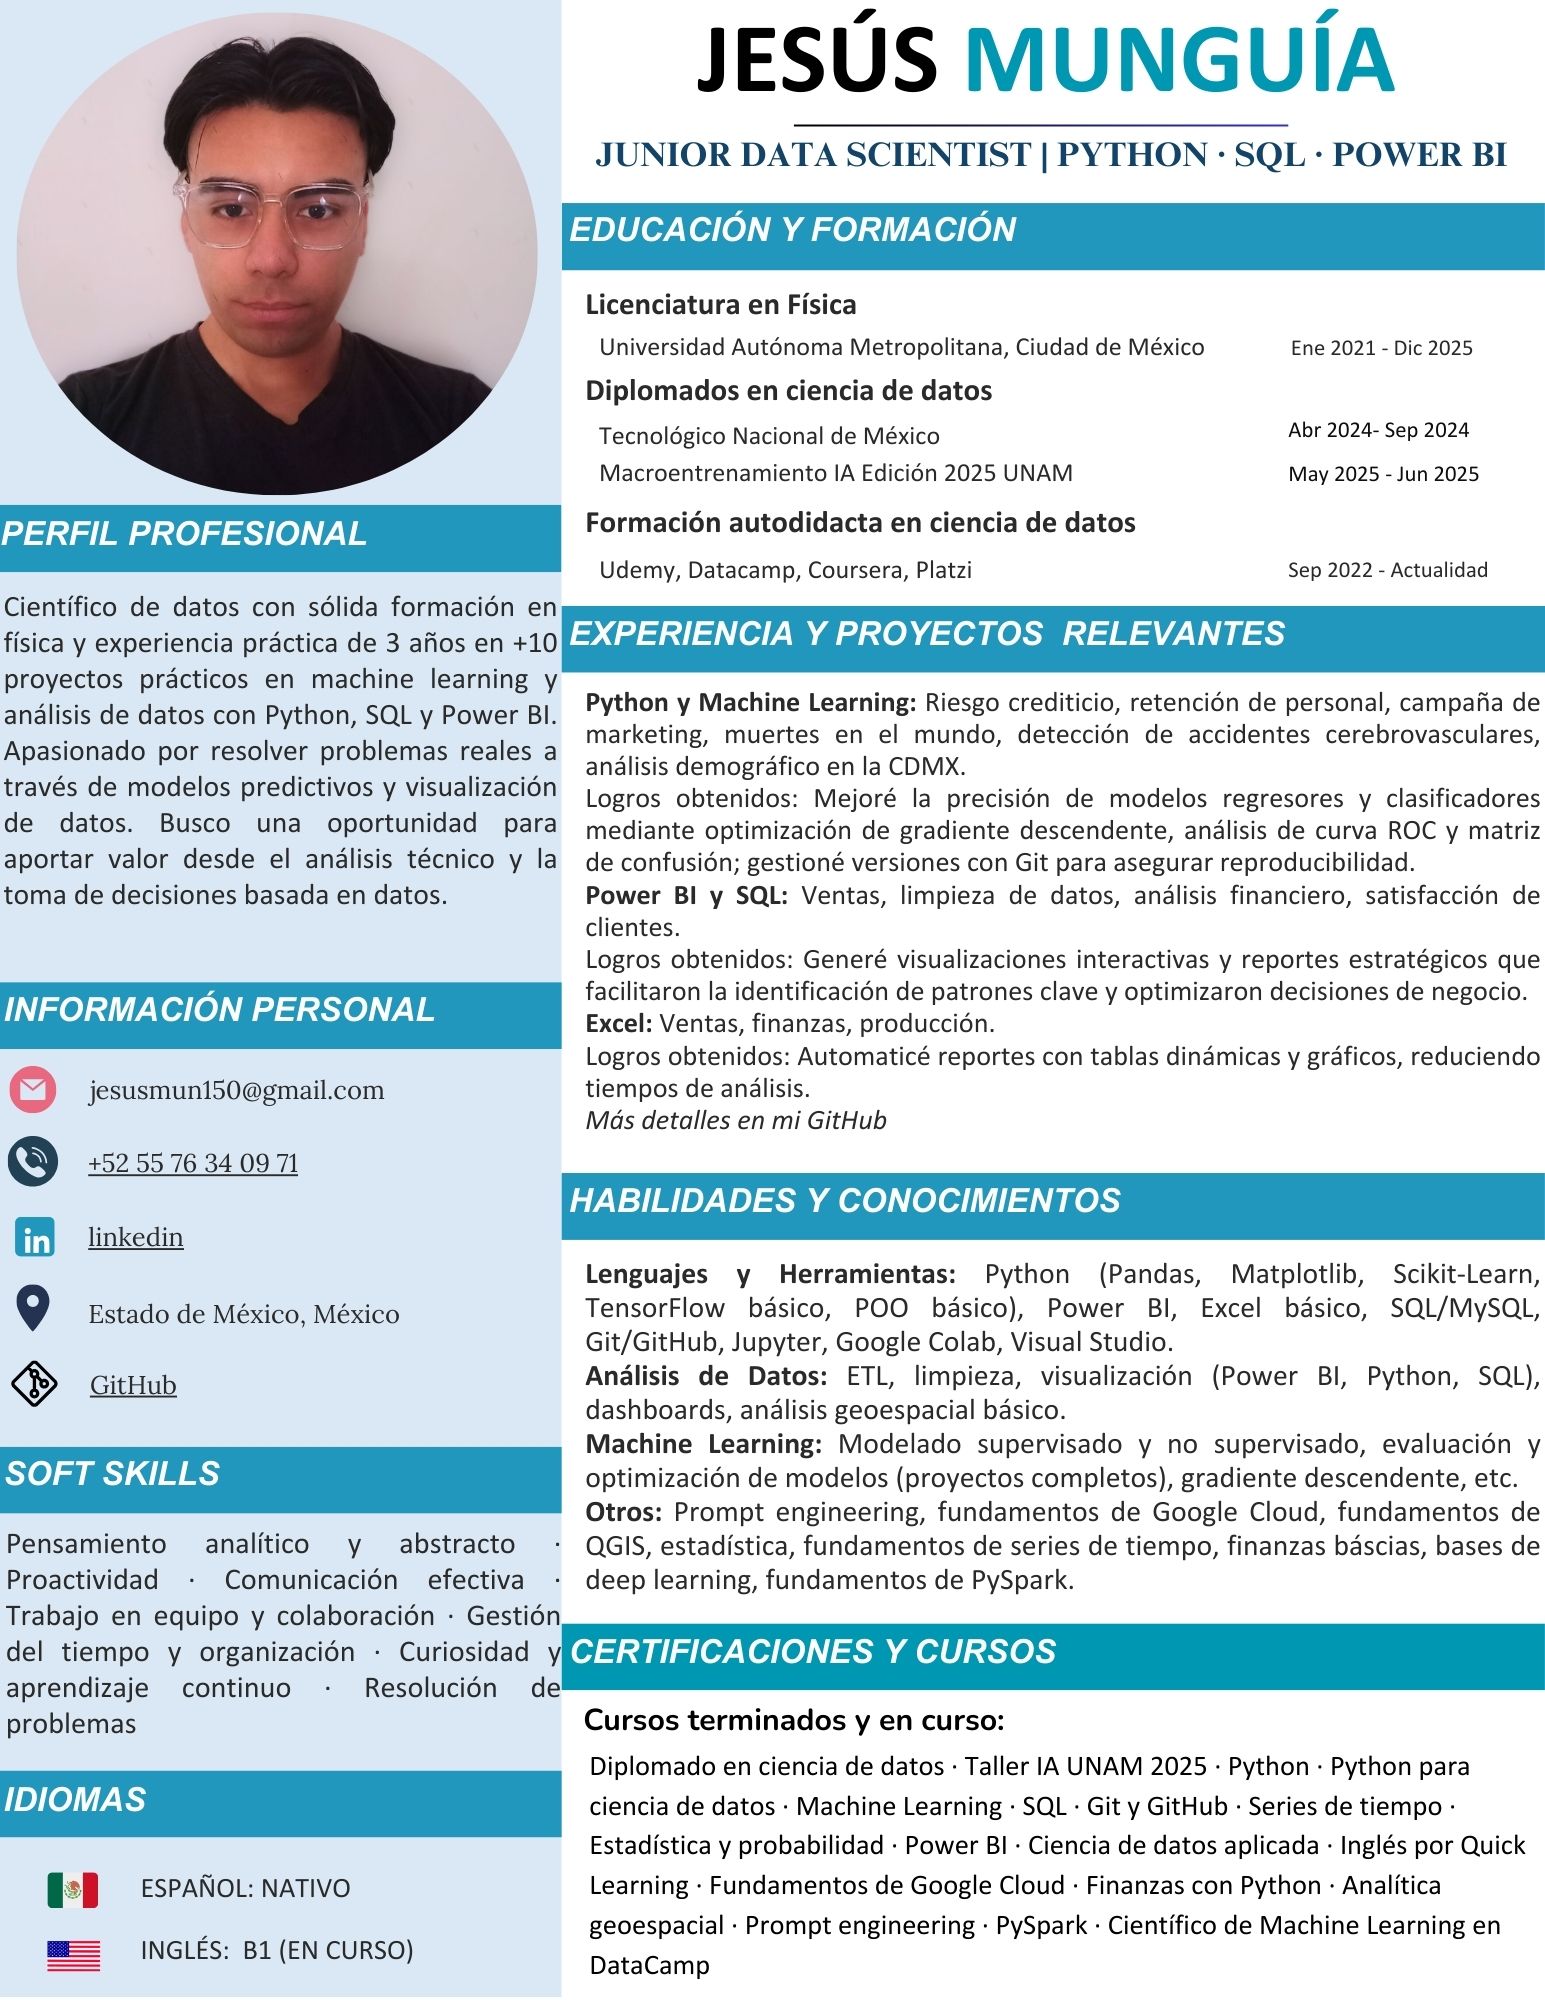 JESÚS MUNGUÍA
JUNIOR DATA SCIENTIST | PYTHON · SQL · POWER BI
PERFIL PROFESIONAL
Científico de datos con sólida formación en
física y experiencia práctica de 3 años en +10
proyectos prácticos en machine learning y
análisis de datos con Python, SQL y Power BI.
Apasionado por resolver problemas reales a
través de modelos predictivos y visualización
de datos. Busco una oportunidad para
aportar valor desde el análisis técnico y la
toma de decisiones basada en datos.
INFORMACIÓN PERSONAL
jesusmun150@gmail.com
+52 55 76 34 09 71
linkedin
Estado de México, México
GitHub
SOFT SKILLS
Pensamiento analítico y abstracto ·
Proactividad · Comunicación efectiva ·
Trabajo en equipo y colaboración · Gestión
del tiempo y organización · Curiosidad y
aprendizaje continuo · Resolución de
problemas
IDIOMAS
ESPAÑOL: NATIVO
INGLÉS: B1 (EN CURSO)
EDUCACIÓN Y FORMACIÓN
Licenciatura en Física
Universidad Autónoma Metropolitana, Ciudad de México Ene 2021 - Dic 2025
Diplomados en ciencia de datos
Tecnológico Nacional de México Abr 2024- Sep 2024
Macroentrenamiento IA Edición 2025 UNAM May 2025 - Jun 2025
Formación autodidacta en ciencia de datos
Udemy, Datacamp, Coursera, Platzi Sep 2022 - Actualidad
EXPERIENCIA Y PROYECTOS RELEVANTES
Python y Machine Learning: Riesgo crediticio, retención de personal, campaña de
marketing, muertes en el mundo, detección de accidentes cerebrovasculares,
análisis demográfico en la CDMX.
Logros obtenidos: Mejoré la precisión de modelos regresores y clasificadores
mediante optimización de gradiente descendente, análisis de curva ROC y matriz
de confusión; gestioné versiones con Git para asegurar reproducibilidad.
Power BI y SQL: Ventas, limpieza de datos, análisis financiero, satisfacción de
clientes.
Logros obtenidos: Generé visualizaciones interactivas y reportes estratégicos que
facilitaron la identificación de patrones clave y optimizaron decisiones de negocio.
Excel: Ventas, finanzas, producción.
Logros obtenidos: Automaticé reportes con tablas dinámicas y gráficos, reduciendo
tiempos de análisis.
Más detalles en mi GitHub
HABILIDADES Y CONOCIMIENTOS
Lenguajes y Herramientas: Python (Pandas, Matplotlib, Scikit-Learn,
TensorFlow básico, POO básico), Power BI, Excel básico, SQL/MySQL,
Git/GitHub, Jupyter, Google Colab, Visual Studio.
Análisis de Datos: ETL, limpieza, visualización (Power BI, Python, SQL),
dashboards, análisis geoespacial básico.
Machine Learning: Modelado supervisado y no supervisado, evaluación y
optimización de modelos (proyectos completos), gradiente descendente, etc.
Otros: Prompt engineering, fundamentos de Google Cloud, fundamentos de
QGIS, estadística, fundamentos de series de tiempo, finanzas báscias, bases de
deep learning, fundamentos de PySpark.
CERTIFICACIONES Y CURSOS
Cursos terminados y en curso:
Diplomado en ciencia de datos · Taller IA UNAM 2025 · Python · Python para
ciencia de datos · Machine Learning · SQL · Git y GitHub · Series de tiempo ·
Estadística y probabilidad · Power BI · Ciencia de datos aplicada · Inglés por Quick
Learning · Fundamentos de Google Cloud · Finanzas con Python · Analítica
geoespacial · Prompt engineering · PySpark · Científico de Machine Learning en
DataCamp